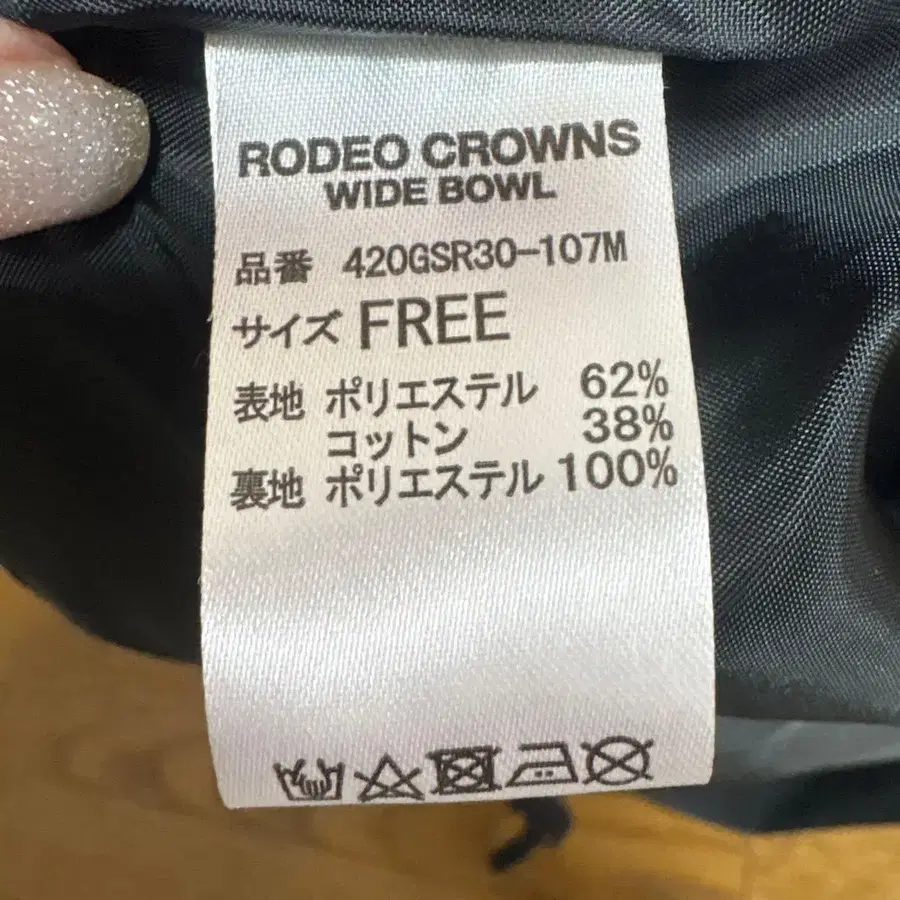 RODEO CROWNS
WIDE BOWL
品番 420GSR30-107M
サイズ FREE
表地 ポリエステル 62%
コットン 38%
裏地 ポリエステル 100%